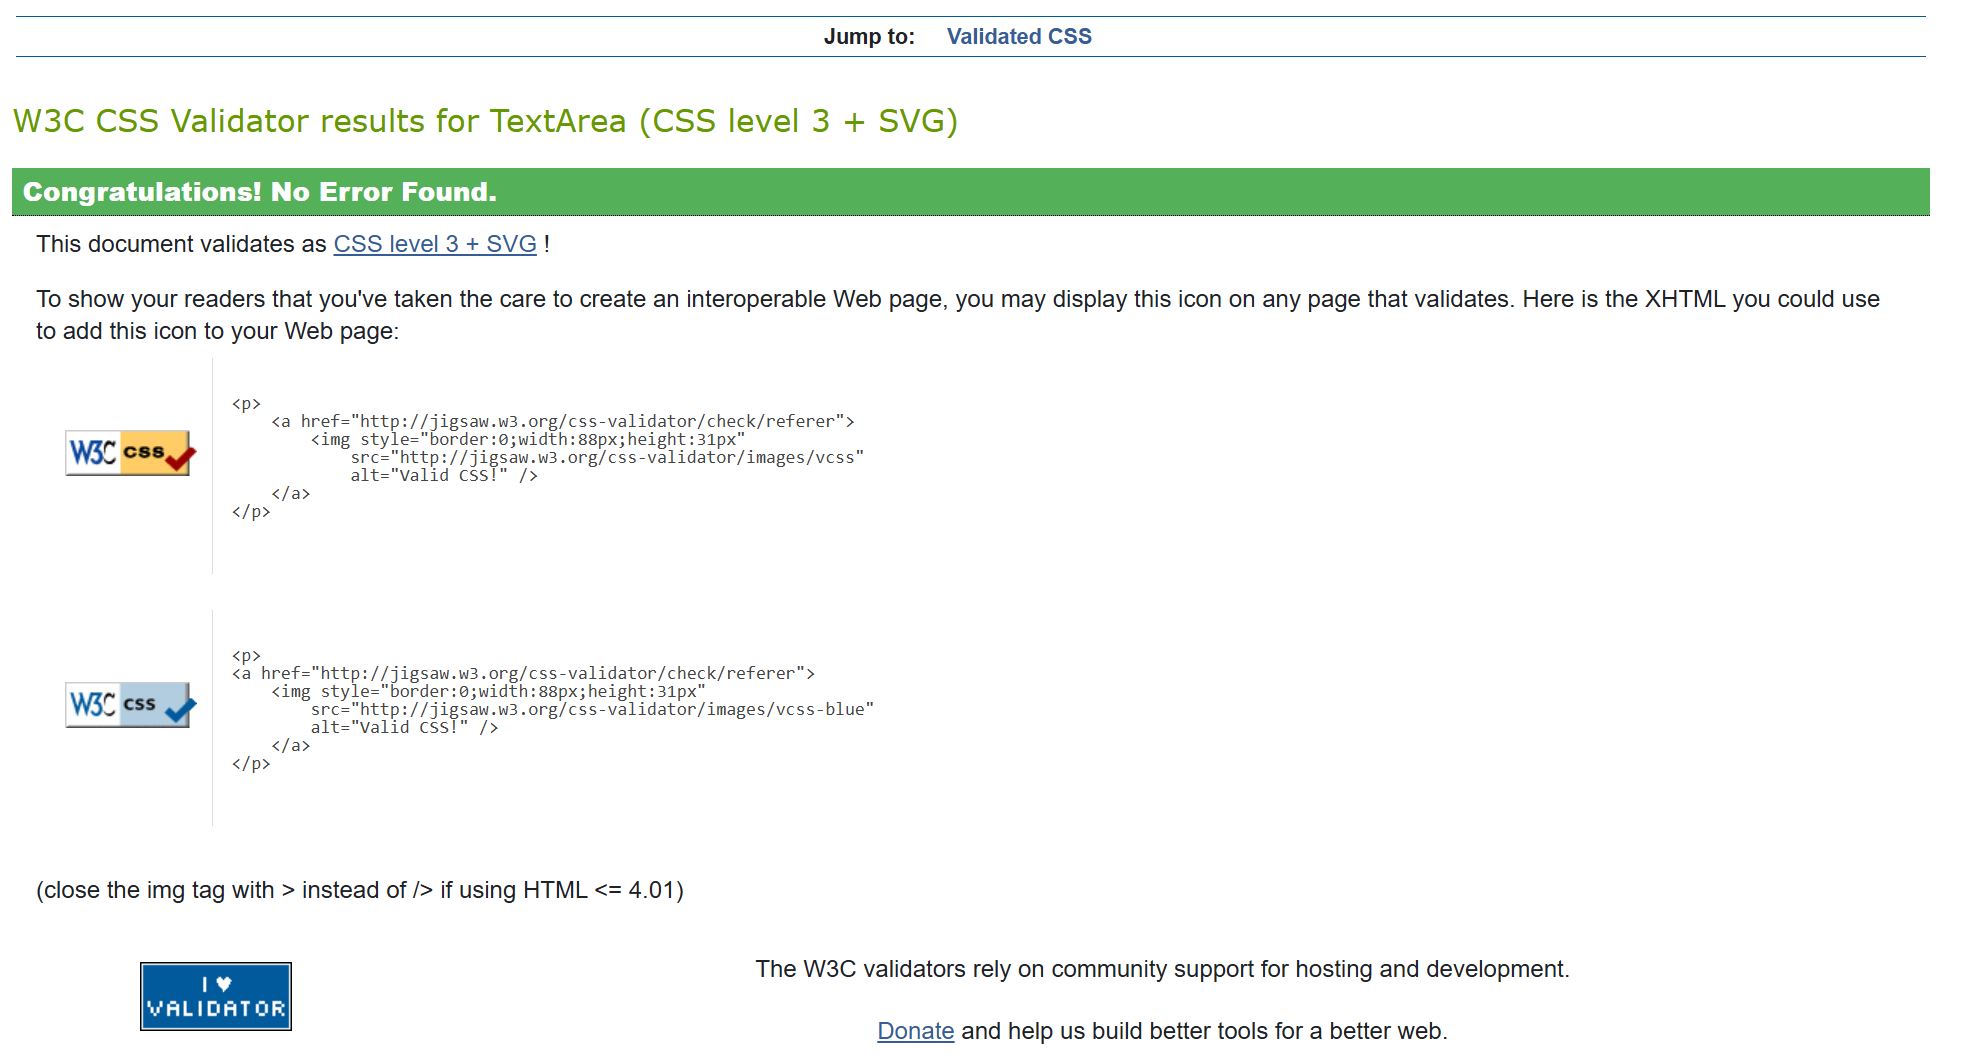 Jump to: Validated CSS
W3C CSS Validator results for TextArea (CSS level 3 + SVG)
Congratulations! No Error Found.
This document validates as CSS level 3 + SVG !
To show your readers that you've taken the care to create an interoperable Web page, you may display this icon on any page that validates. Here is the XHTML you could use
to add this icon to your Web page:
W3C css
<p>
    <a href="http://jigsaw.w3.org/css-validator/check/referer">
        <img style="border:0;width:88px;height:31px"
            src="http://jigsaw.w3.org/css-validator/images/vcss"
            alt="Valid CSS!" />
    </a>
</p>
W3C css
<p>
<a href="http://jigsaw.w3.org/css-validator/check/referer">
    <img style="border:0;width:88px;height:31px"
        src="http://jigsaw.w3.org/css-validator/images/vcss-blue"
        alt="Valid CSS!" />
    </a>
</p>
(close the img tag with > instead of /> if using HTML <= 4.01)
I ♥
VALIDATOR
The W3C validators rely on community support for hosting and development.
Donate and help us build better tools for a better web.